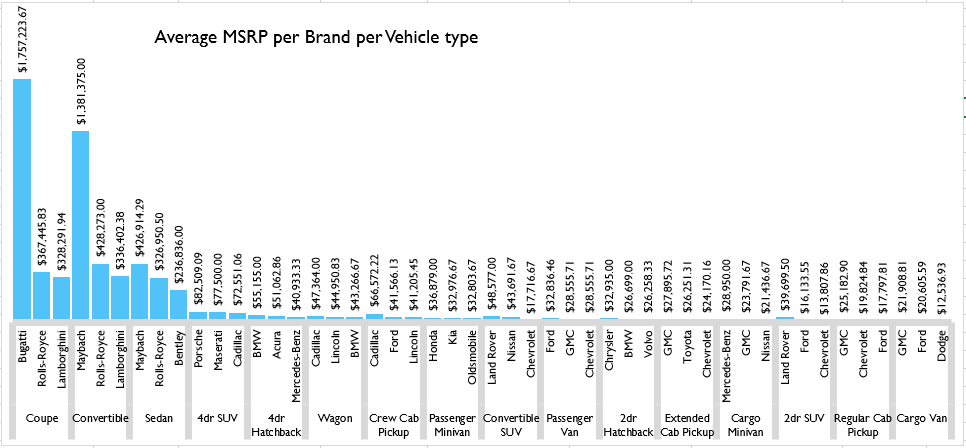 Average MSRP per Brand per Vehicle type
$1,757,223.67
$367,445.83
$328,291.94
$1,381,375.00
$428,273.00
$336,402.38
$426,914.29
$326,950.50
$236,836.00
$82,509.09
$77,500.00
$72,551.06
$55,155.00
$51,062.86
$40,933.33
$47,364.00
$44,950.83
$43,266.67
$66,572.22
$41,566.13
$41,205.45
$36,879.00
$32,976.67
$32,803.67
$48,577.00
$43,691.67
$17,716.67
$32,836.46
$28,555.71
$28,555.71
$32,935.00
$26,699.00
$26,258.33
$27,895.72
$26,251.31
$24,170.16
$28,950.00
$23,791.67
$21,436.67
$39,699.50
$16,133.55
$13,807.86
$25,182.90
$19,824.84
$17,797.81
$21,908.81
$20,605.59
$12,536.93
Bugatti
Rolls-Royce
Lamborghini
Maybach
Rolls-Royce
Lamborghini
Maybach
Rolls-Royce
Bentley
Porsche
Maserati
Cadillac
BMW
Acura
Mercedes-Benz
Cadillac
Lincoln
BMW
Cadillac
Ford
Lincoln
Honda
Kia
Oldsmobile
Land Rover
Nissan
Chevrolet
Ford
GMC
Chevrolet
Chrysler
BMW
Volvo
GMC
Toyota
Chevrolet
Mercedes-Benz
GMC
Nissan
Land Rover
Ford
Chevrolet
GMC
Chevrolet
Ford
GMC
Ford
Dodge
Coupe
Convertible
Sedan
4dr SUV
4dr
Hatchback
Wagon
Crew Cab
Pickup
Passenger
Minivan
Convertible
SUV
Passenger
Van
2dr
Hatchback
Extended
Cab Pickup
Cargo
Minivan
2dr SUV
Regular Cab
Pickup
Cargo Van